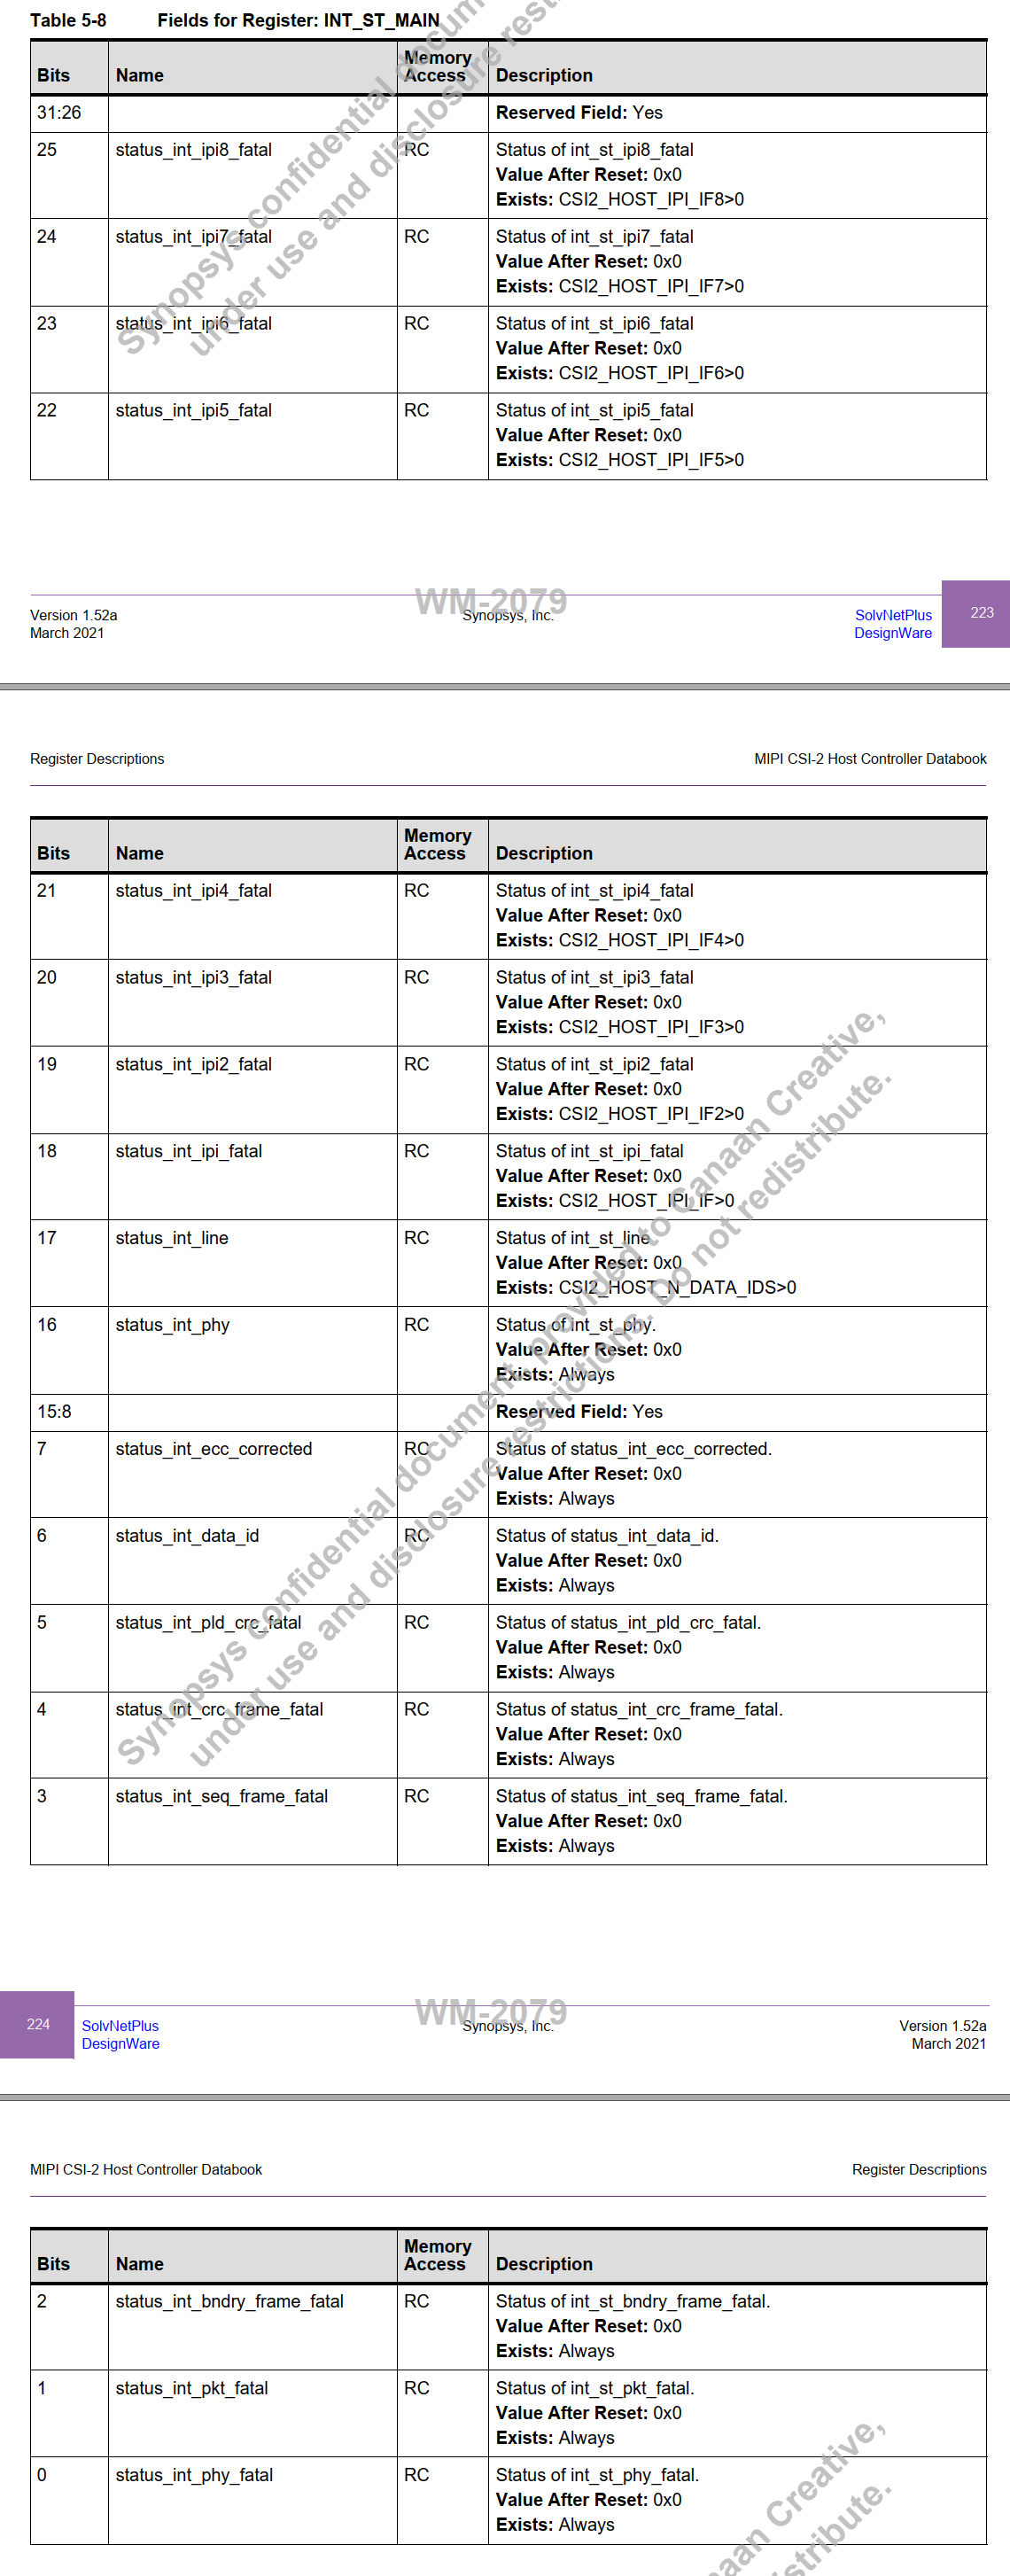 Table 5-8 Fields for Register: INT_ST_MAIN
Bits Name Memory Access Description
31:26 Reserved Field: Yes
25 status_int_ipi8_fatal RC Status of int_st_ipi8_fatal
Value After Reset: 0x0
Exists: CSI2_HOST_IPI_IF8>0
24 status_int_ipi7_fatal RC Status of int_st_ipi7_fatal
Value After Reset: 0x0
Exists: CSI2_HOST_IPI_IF7>0
23 status_int_ipi6_fatal RC Status of int_st_ipi6_fatal
Value After Reset: 0x0
Exists: CSI2_HOST_IPI_IF6>0
22 status_int_ipi5_fatal RC Status of int_st_ipi5_fatal
Value After Reset: 0x0
Exists: CSI2_HOST_IPI_IF5>0
Synopsys confidential docum
under use and disclosure rest
WM-2079
Version 1.52a Synopsys, Inc. SolvNetPlus 223
March 2021 DesignWare
Register Descriptions MIPI CSI-2 Host Controller Databook
Bits Name Memory Access Description
21 status_int_ipi4_fatal RC Status of int_st_ipi4_fatal
Value After Reset: 0x0
Exists: CSI2_HOST_IPI_IF4>0
20 status_int_ipi3_fatal RC Status of int_st_ipi3_fatal
Value After Reset: 0x0
Exists: CSI2_HOST_IPI_IF3>0
19 status_int_ipi2_fatal RC Status of int_st_ipi2_fatal
Value After Reset: 0x0
Exists: CSI2_HOST_IPI_IF2>0
18 status_int_ipi_fatal RC Status of int_st_ipi_fatal
Value After Reset: 0x0
Exists: CSI2_HOST_IPI_IF>0
17 status_int_line RC Status of int_st_line
Value After Reset: 0x0
Exists: CSI2_HOST_N_DATA_IDS>0
16 status_int_phy RC Status of int_st_phy.
Value After Reset: 0x0
Exists: Always
15:8 Reserved Field: Yes
7 status_int_ecc_corrected RC Status of status_int_ecc_corrected.
Value After Reset: 0x0
Exists: Always
6 status_int_data_id RC Status of status_int_data_id.
Value After Reset: 0x0
Exists: Always
5 status_int_pld_crc_fatal RC Status of status_int_pld_crc_fatal.
Value After Reset: 0x0
Exists: Always
4 status_int_crc_frame_fatal RC Status of status_int_crc_frame_fatal.
Value After Reset: 0x0
Exists: Always
3 status_int_seq_frame_fatal RC Status of status_int_seq_frame_fatal.
Value After Reset: 0x0
Exists: Always
Synopsys confidential document, provided to Canaan Creative,
under use and disclosure restrictions. Do not redistribute.
WM-2079
224 SolvNetPlus Synopsys, Inc. Version 1.52a
DesignWare March 2021
MIPI CSI-2 Host Controller Databook Register Descriptions
Bits Name Memory Access Description
2 status_int_bndry_frame_fatal RC Status of int_st_bndry_frame_fatal.
Value After Reset: 0x0
Exists: Always
1 status_int_pkt_fatal RC Status of int_st_pkt_fatal.
Value After Reset: 0x0
Exists: Always
0 status_int_phy_fatal RC Status of int_st_phy_fatal.
Value After Reset: 0x0
Exists: Always
aan Creative,
stribute.